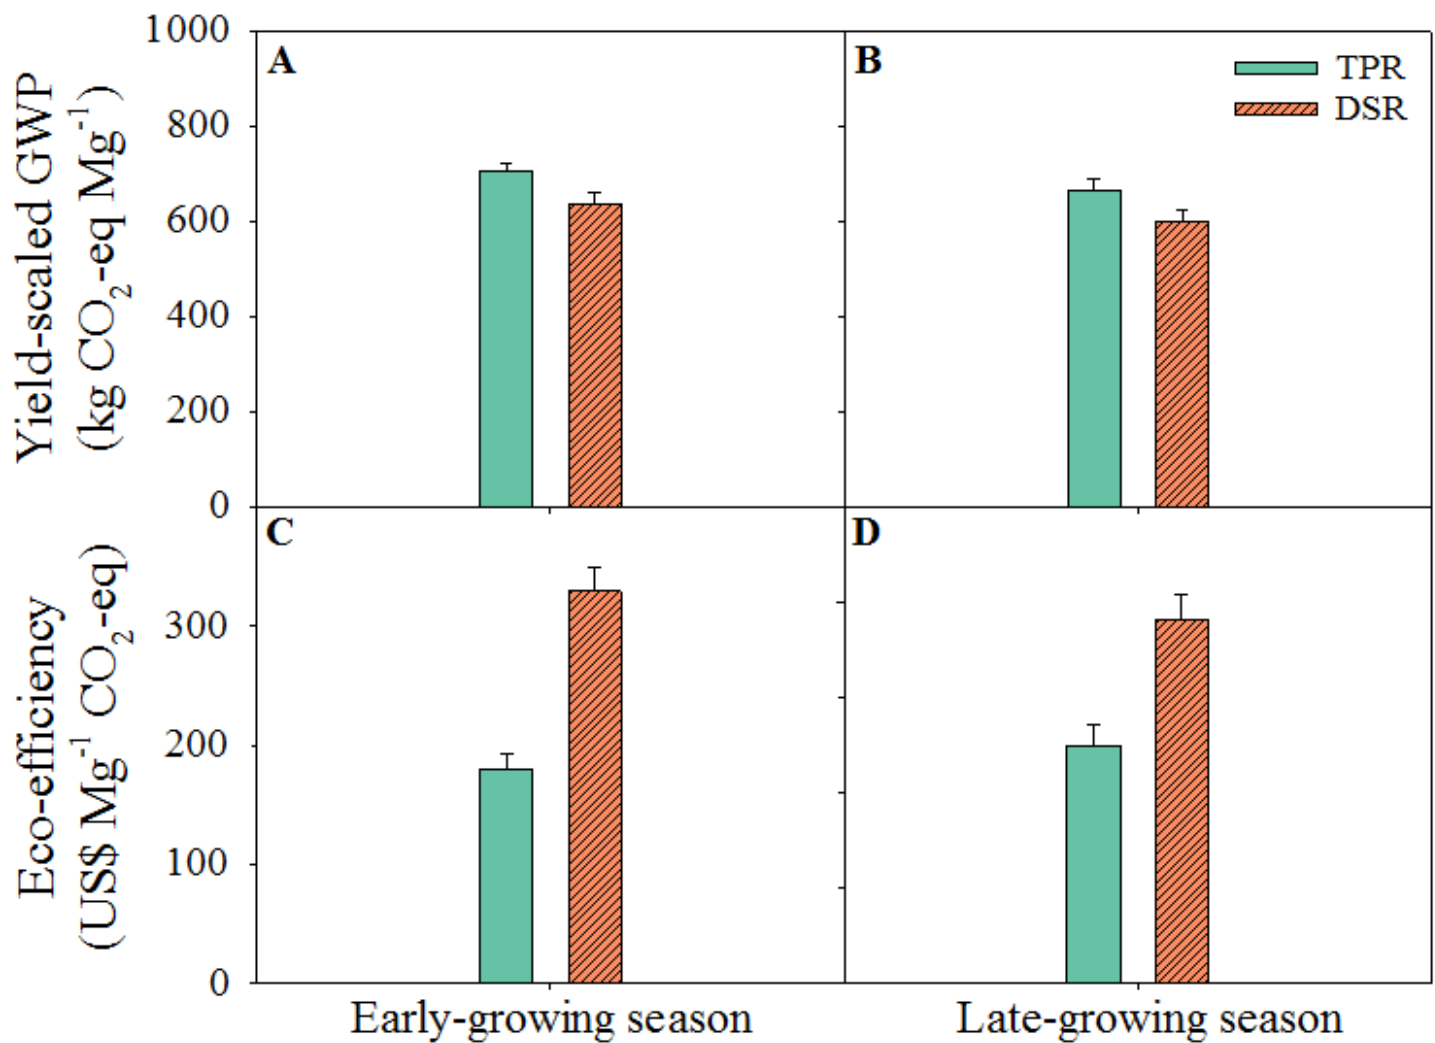 Yield-scaled GWP
(kg CO₂-eq Mg⁻¹)
1000
800
600
400
200
0
A
B
TPR
DSR
Eco-efficiency
(US$ Mg⁻¹ CO₂-eq)
300
200
100
0
C
D
Early-growing season
Late-growing season